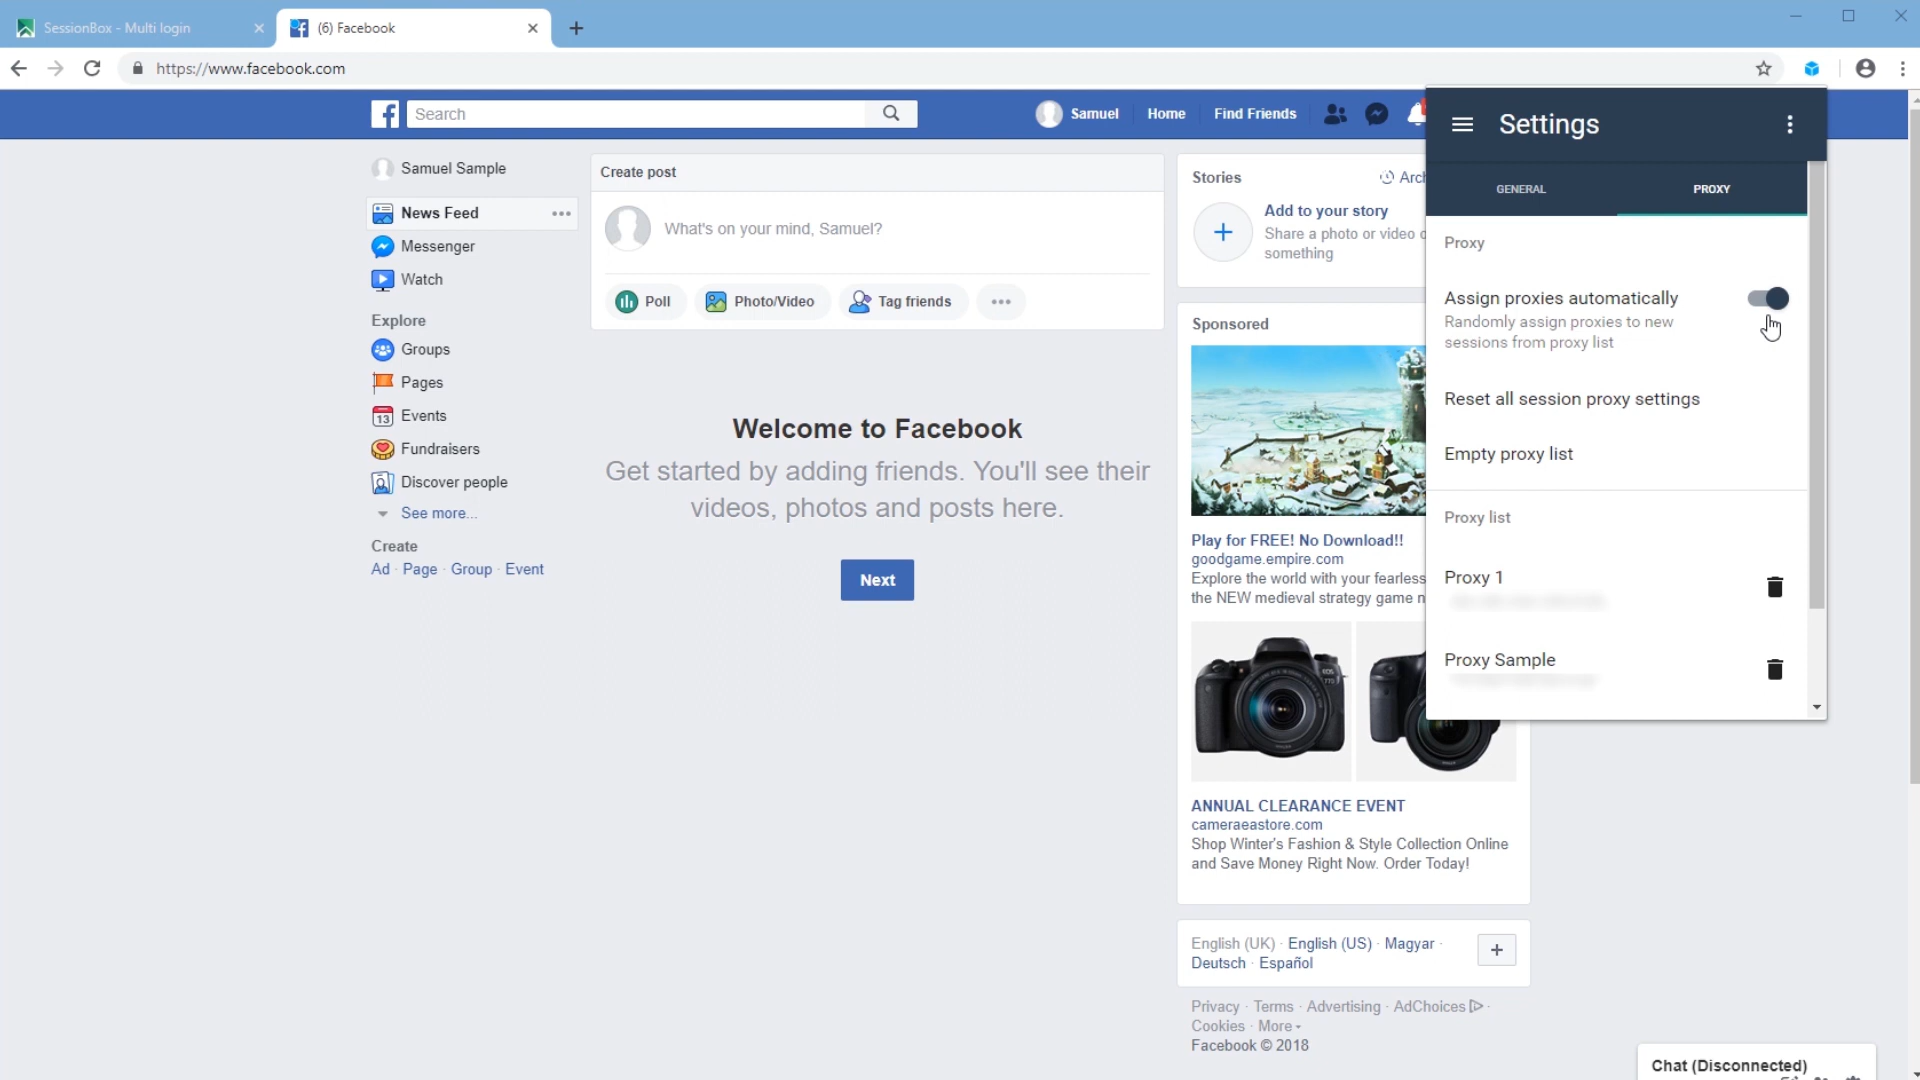 SessionBox - Multi login
(6) Facebook
https://www.facebook.com
Search
Samuel
Home
Find Friends
Samuel Sample
News Feed
Messenger
Watch
Explore
Groups
Pages
13
Events
Fundraisers
Discover people
See more...
Create
Ad · Page · Group · Event
Create post
What's on your mind, Samuel?
Poll
Photo/Video
Tag friends
Welcome to Facebook
Get started by adding friends. You'll see their
videos, photos and posts here.
Next
Stories
Add to your story
Share a photo or video
something
Sponsored
Play for FREE! No Download!!
goodgame.empire.com
Explore the world with your fearless
the NEW medieval strategy game
ANNUAL CLEARANCE EVENT
cameraeastore.com
Shop Winter's Fashion & Style Collection Online
and Save Money Right Now. Order Today!
English (UK) · English (US) · Magyar ·
Deutsch · Español
Privacy · Terms · Advertising · AdChoices ·
Cookies · More
Facebook © 2018
Settings
GENERAL
PROXY
Proxy
Assign proxies automatically
Randomly assign proxies to new
sessions from proxy list
Reset all session proxy settings
Empty proxy list
Proxy list
Proxy 1
Proxy Sample
Chat (Disconnected)